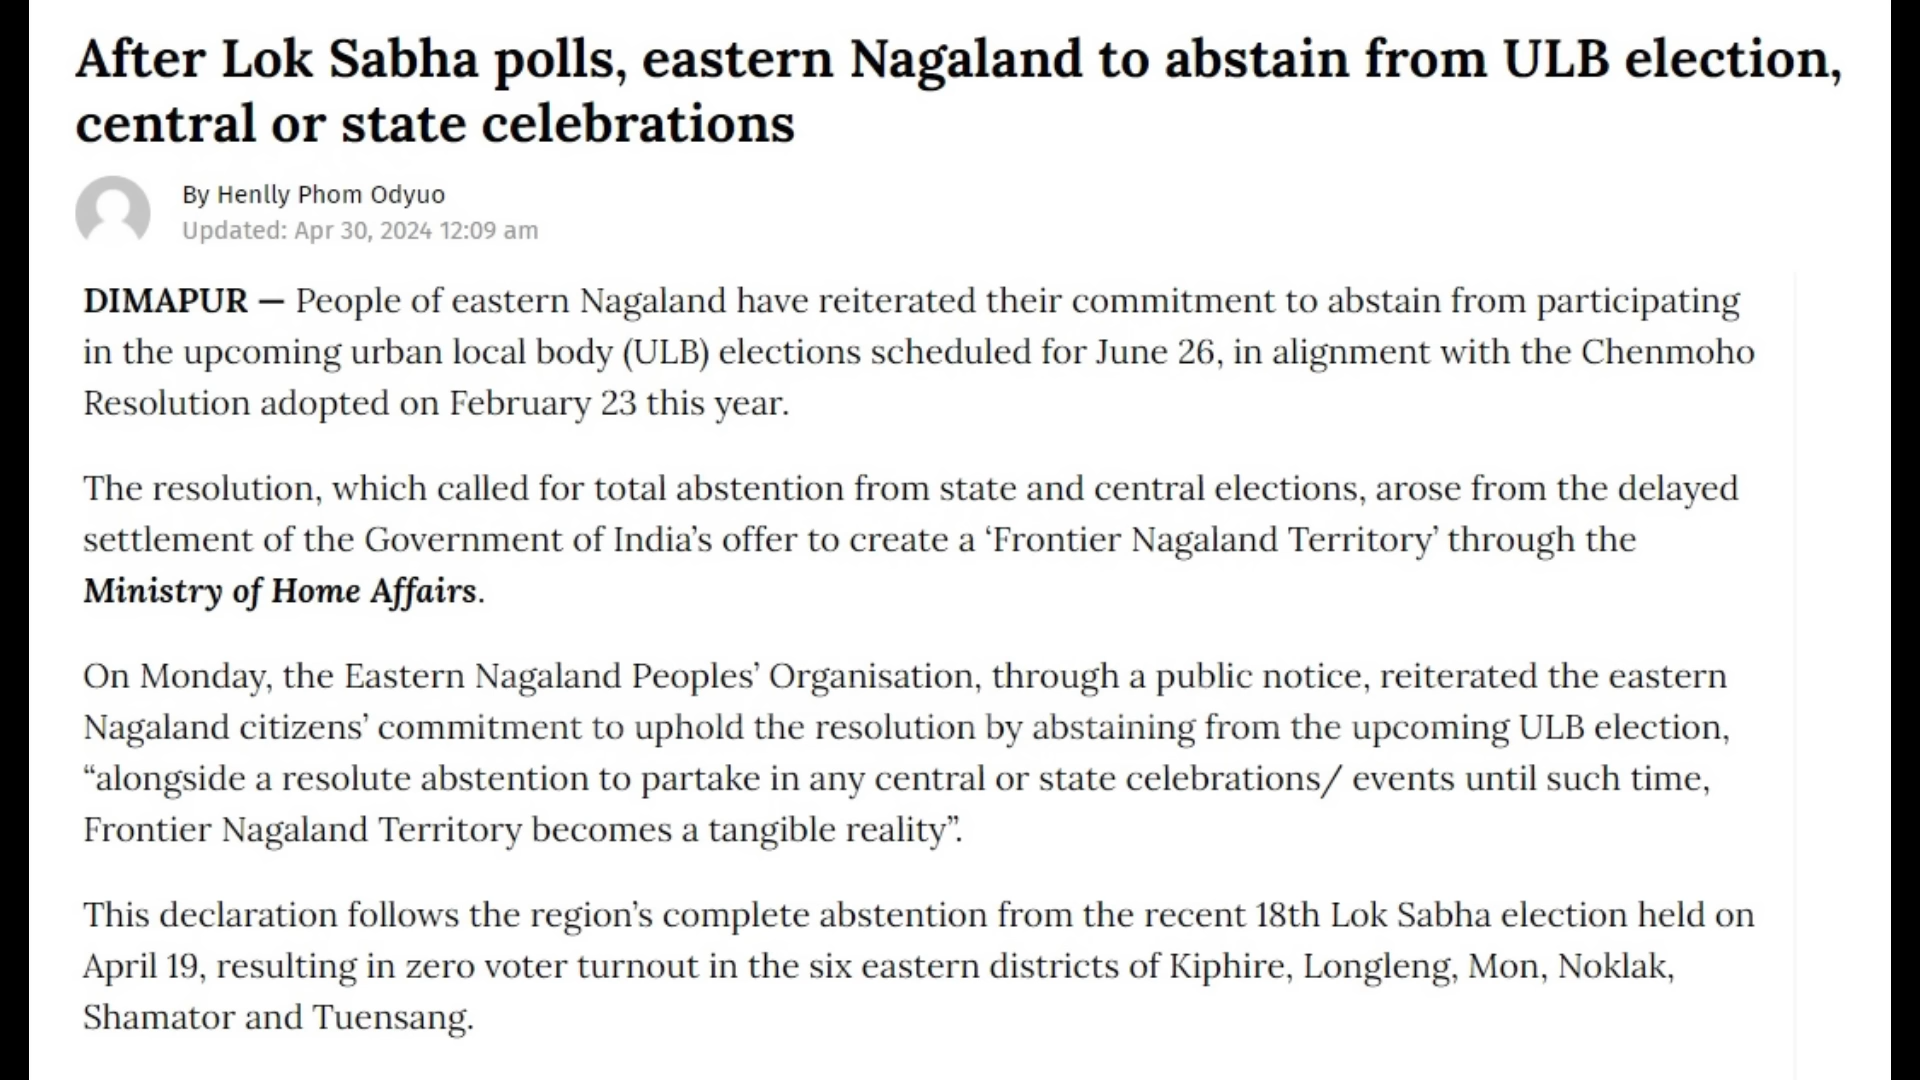 After Lok Sabha polls, eastern Nagaland to abstain from ULB election,
central or state celebrations
By Henlly Phom Odyuo
Updated: Apr 30, 2024 12:09 am
DIMAPUR — People of eastern Nagaland have reiterated their commitment to abstain from participating
in the upcoming urban local body (ULB) elections scheduled for June 26, in alignment with the Chenmoho
Resolution adopted on February 23 this year.
The resolution, which called for total abstention from state and central elections, arose from the delayed
settlement of the Government of India’s offer to create a ‘Frontier Nagaland Territory’ through the
Ministry of Home Affairs.
On Monday, the Eastern Nagaland Peoples’ Organisation, through a public notice, reiterated the eastern
Nagaland citizens’ commitment to uphold the resolution by abstaining from the upcoming ULB election,
“alongside a resolute abstention to partake in any central or state celebrations/ events until such time,
Frontier Nagaland Territory becomes a tangible reality”.
This declaration follows the region’s complete abstention from the recent 18th Lok Sabha election held on
April 19, resulting in zero voter turnout in the six eastern districts of Kiphire, Longleng, Mon, Noklak,
Shamator and Tuensang.